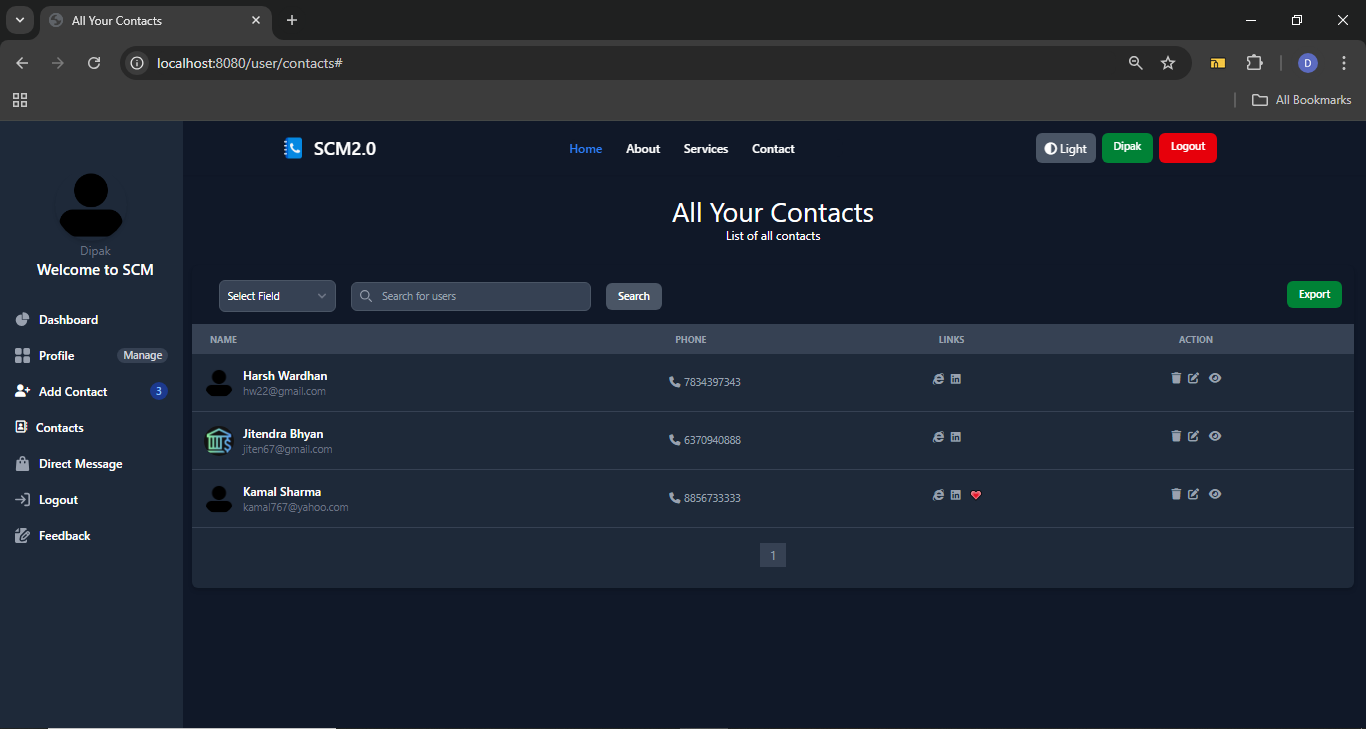 All Your Contacts
localhost:8080/user/contacts#
D
All Bookmarks
SCM2.0
Home About Services Contact
Light Dipak Logout
Dipak
Welcome to SCM
Dashboard
Profile Manage
Add Contact 3
Contacts
Direct Message
Logout
Feedback
All Your Contacts
List of all contacts
Select Field Search for users Search Export
NAME PHONE LINKS ACTION
Harsh Wardhan
hw22@gmail.com
7834397343
Jitendra Bhyan
jiten67@gmail.com
6370940888
Kamal Sharma
kamal767@yahoo.com
8856733333
1